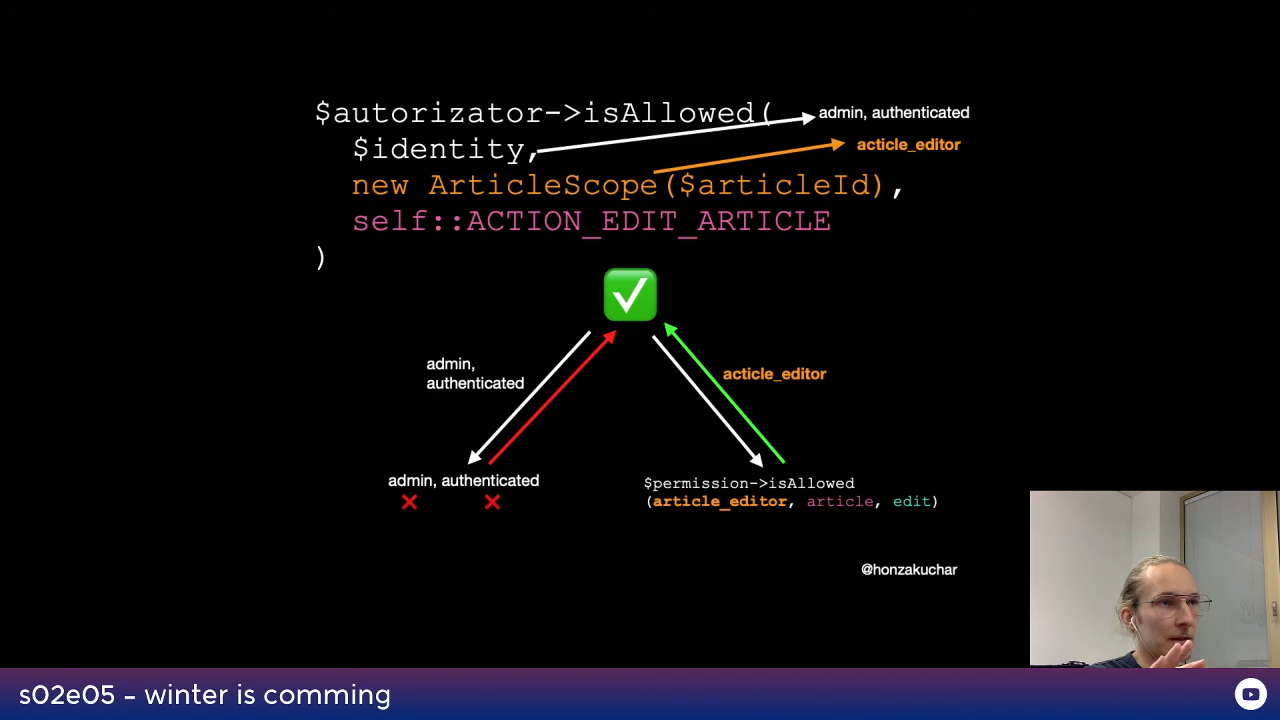 $autorizator->isAllowed(
admin, authenticated
$identity,
acticle_editor
new ArticleScope($articleId),
self::ACTION_EDIT_ARTICLE
)
admin,
authenticated
acticle_editor
admin, authenticated
$permission->isAllowed
(article_editor, article, edit)
@honzakuchar
s02e05 - winter is comming